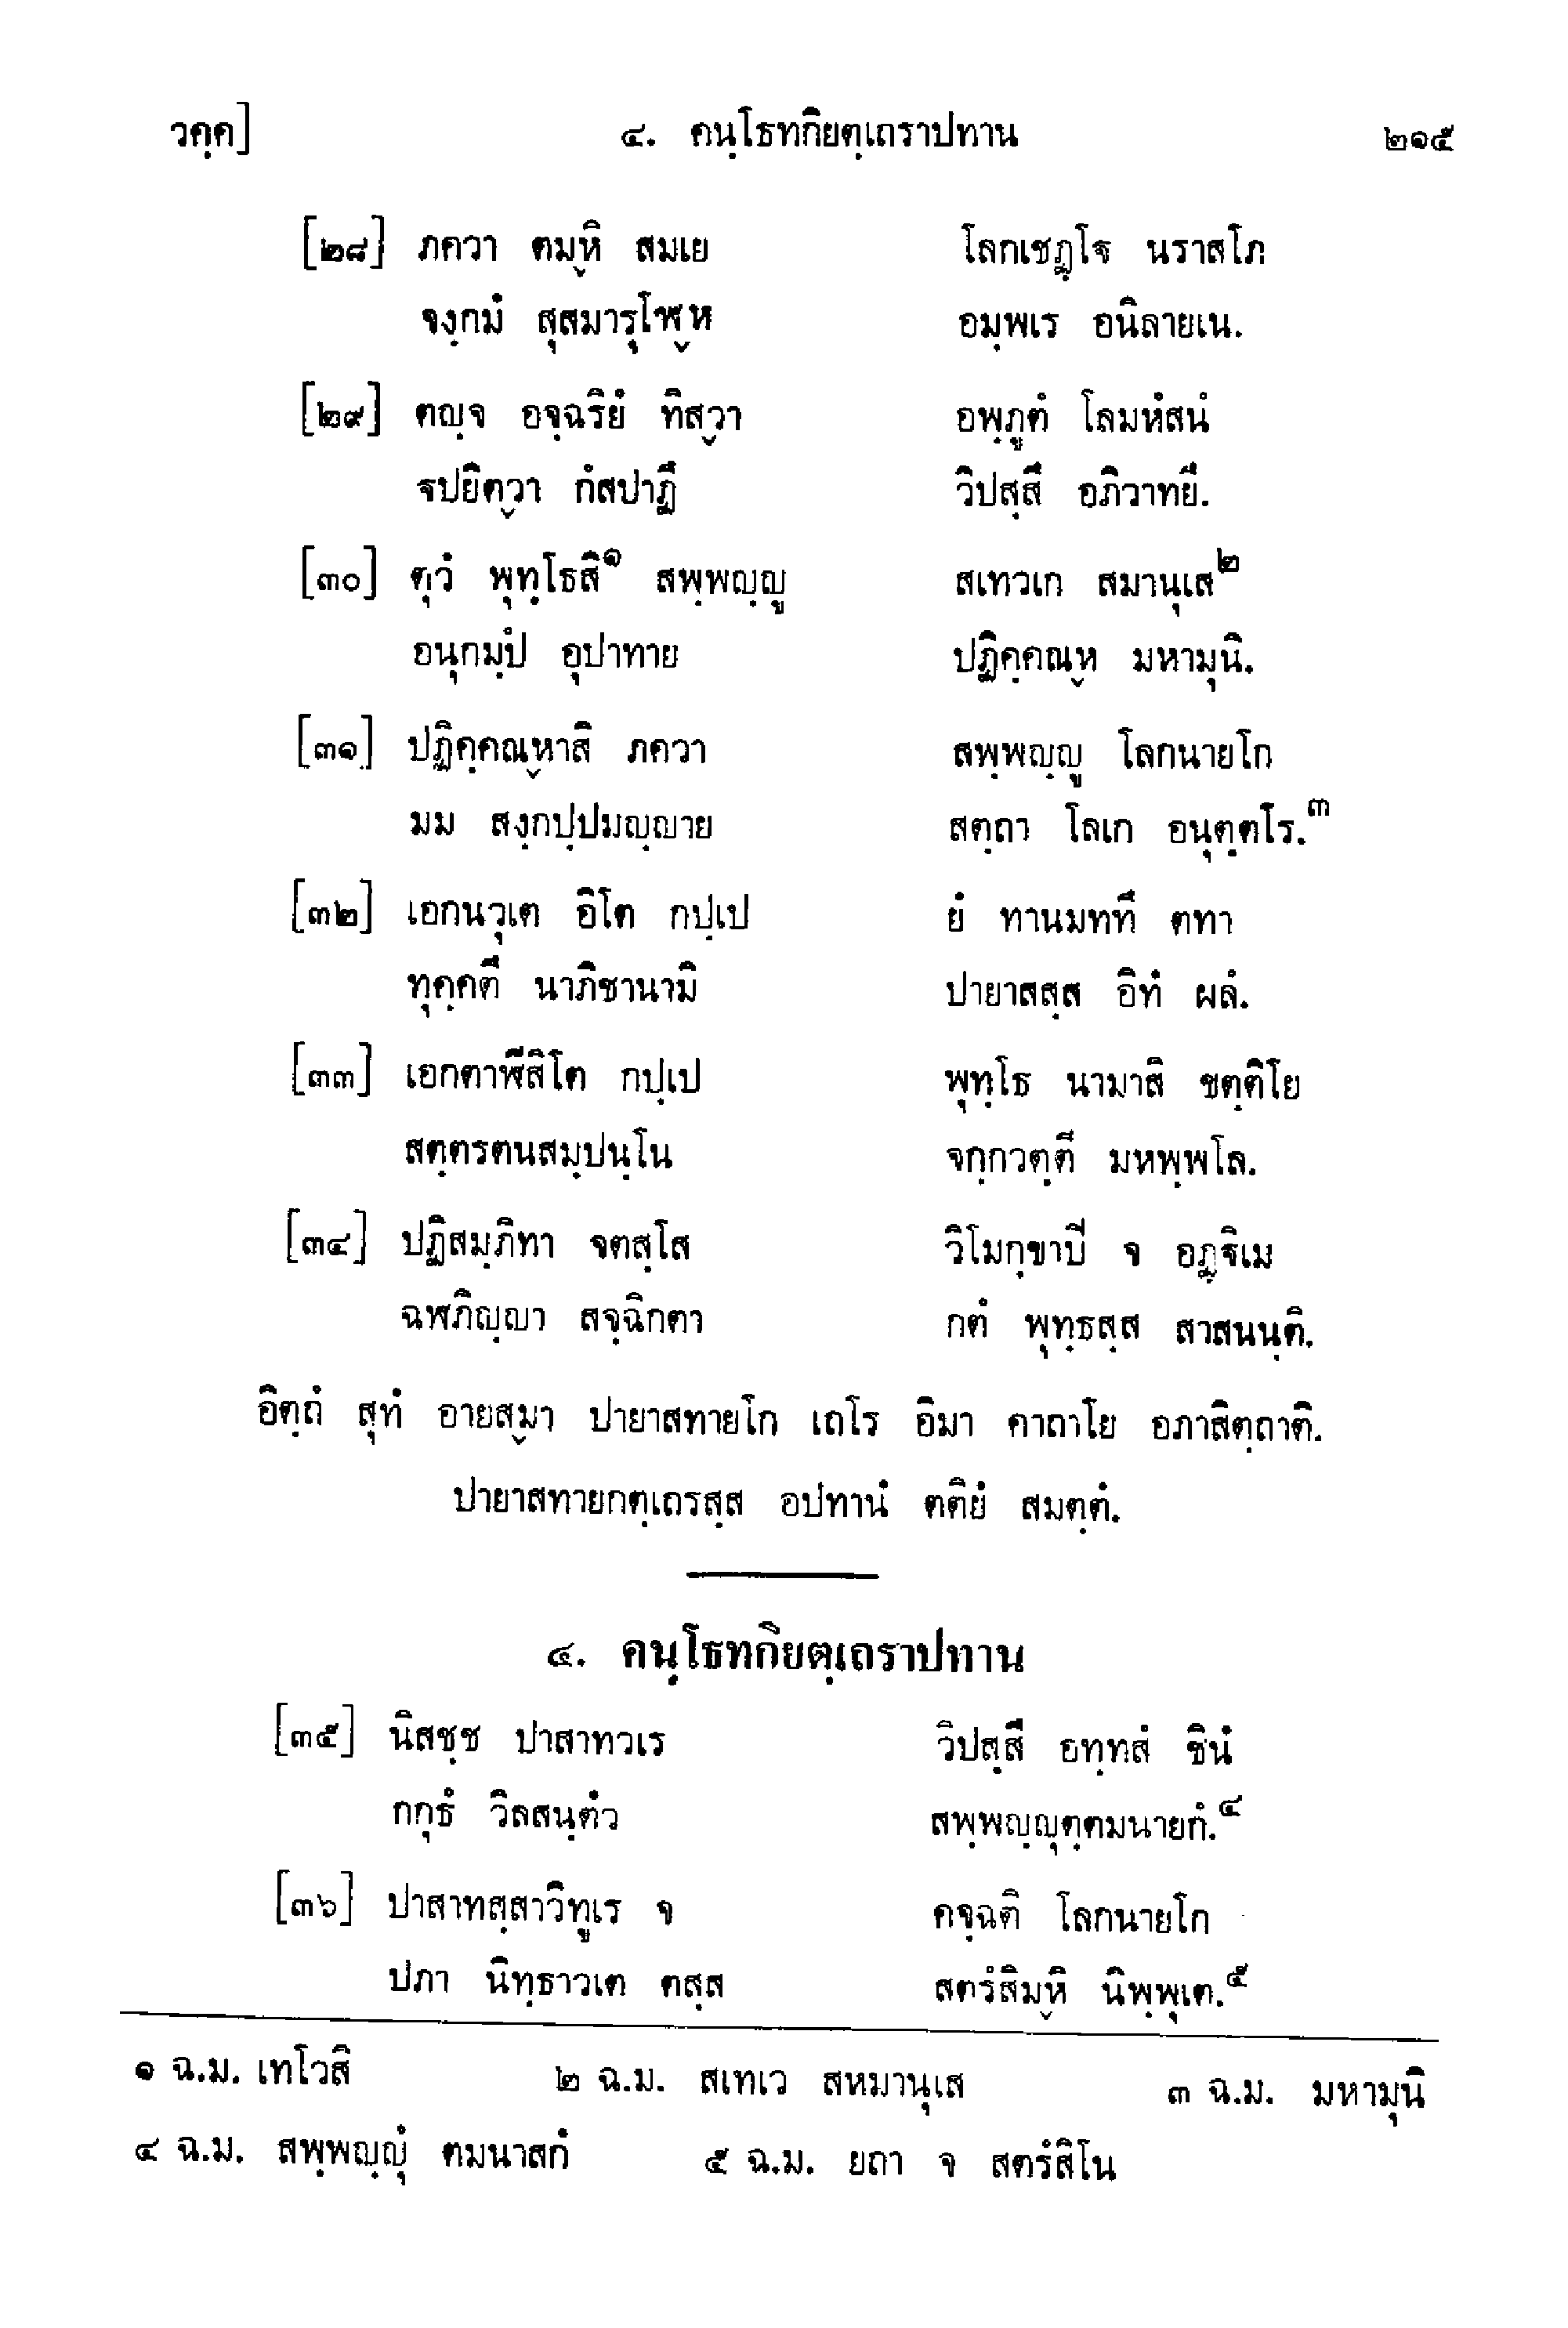 วคฺค] ๔. คนฺโธทกิยตฺเถราปทาน ๒๑๕
[๒๘] ภควา ตมฺหิ สมเย โลกเชฏฺโฐ นราสโภ
จงฺกมํ สุสมารุโฬฺห อมฺพเร อนิลายเน.
[๒๙] ตญฺจ อจฺฉริยํ ทิสฺวา อพฺภูตํ โลมหํสนํ
ฐปยิตฺวา กํสปาฏึ วิปสฺสึ อภิวาทยึ.
[๓๐] ตุวํ พุทฺโธสิ๑ สพฺพญฺญู สเทวเก สมานุเส๒
อนุกมฺปํ อุปาทาย ปฏิคฺคณฺห มหามุนิ.
[๓๑] ปฏิคฺคณฺหาสิ ภควา สพฺพญฺญู โลกนายโก
มม สงฺกปฺปมญฺญาย สตฺถา โลเก อนุตฺตโร.๓
[๓๒] เอกนวุเต อิโต กปฺเป ยํ ทานมททึ ตทา
ทุคฺคตึ นาภิชานามิ ปายาสสฺส อิทํ ผลํ.
[๓๓] เอกตาฬีสิโต กปฺเป พุทฺโธ นามาสิ ขตฺติโย
สตฺตรตนสมฺปนฺโน จกฺกวตฺตี มหพฺพโล.
[๓๔] ปฏิสมฺภิทา จตสฺโส วิโมกฺขาปิ จ อฏฺฐิเม
ฉฬภิญฺญา สจฺฉิกตา กตํ พุทฺธสฺส สาสนนฺติ.
อิตฺถํ สุทํ อายสฺมา ปายาสทายโก เถโร อิมา คาถาโย อภาสิตฺถาติ.
ปายาสทายกตฺเถรสฺส อปทานํ ตติยํ สมตฺตํ.
๔. คนฺโธทกิยตฺเถราปทาน
[๓๕] นิสชฺช ปาสาทวเร วิปสฺสี อทฺทสํ ชินํ
กกุธํ วิลสนฺตํว สพฺพญฺญุตฺตมนายกํ.๔
[๓๖] ปาสาทสฺสาวิทูเร จ คจฺฉติ โลกนายโก
ปภา นิทฺธาวเต ตสฺส สตรํสิมฺหิ นิพฺพุเต.๕
๑ ฉ.ม. เทโวสิ ๒ ฉ.ม. สเทเว สหมานุเส ๓ ฉ.ม. มหามุนิ
๔ ฉ.ม. สพฺพญฺญุํ ตมนาสกํ ๕ ฉ.ม. ยถา จ สตรํสิโน